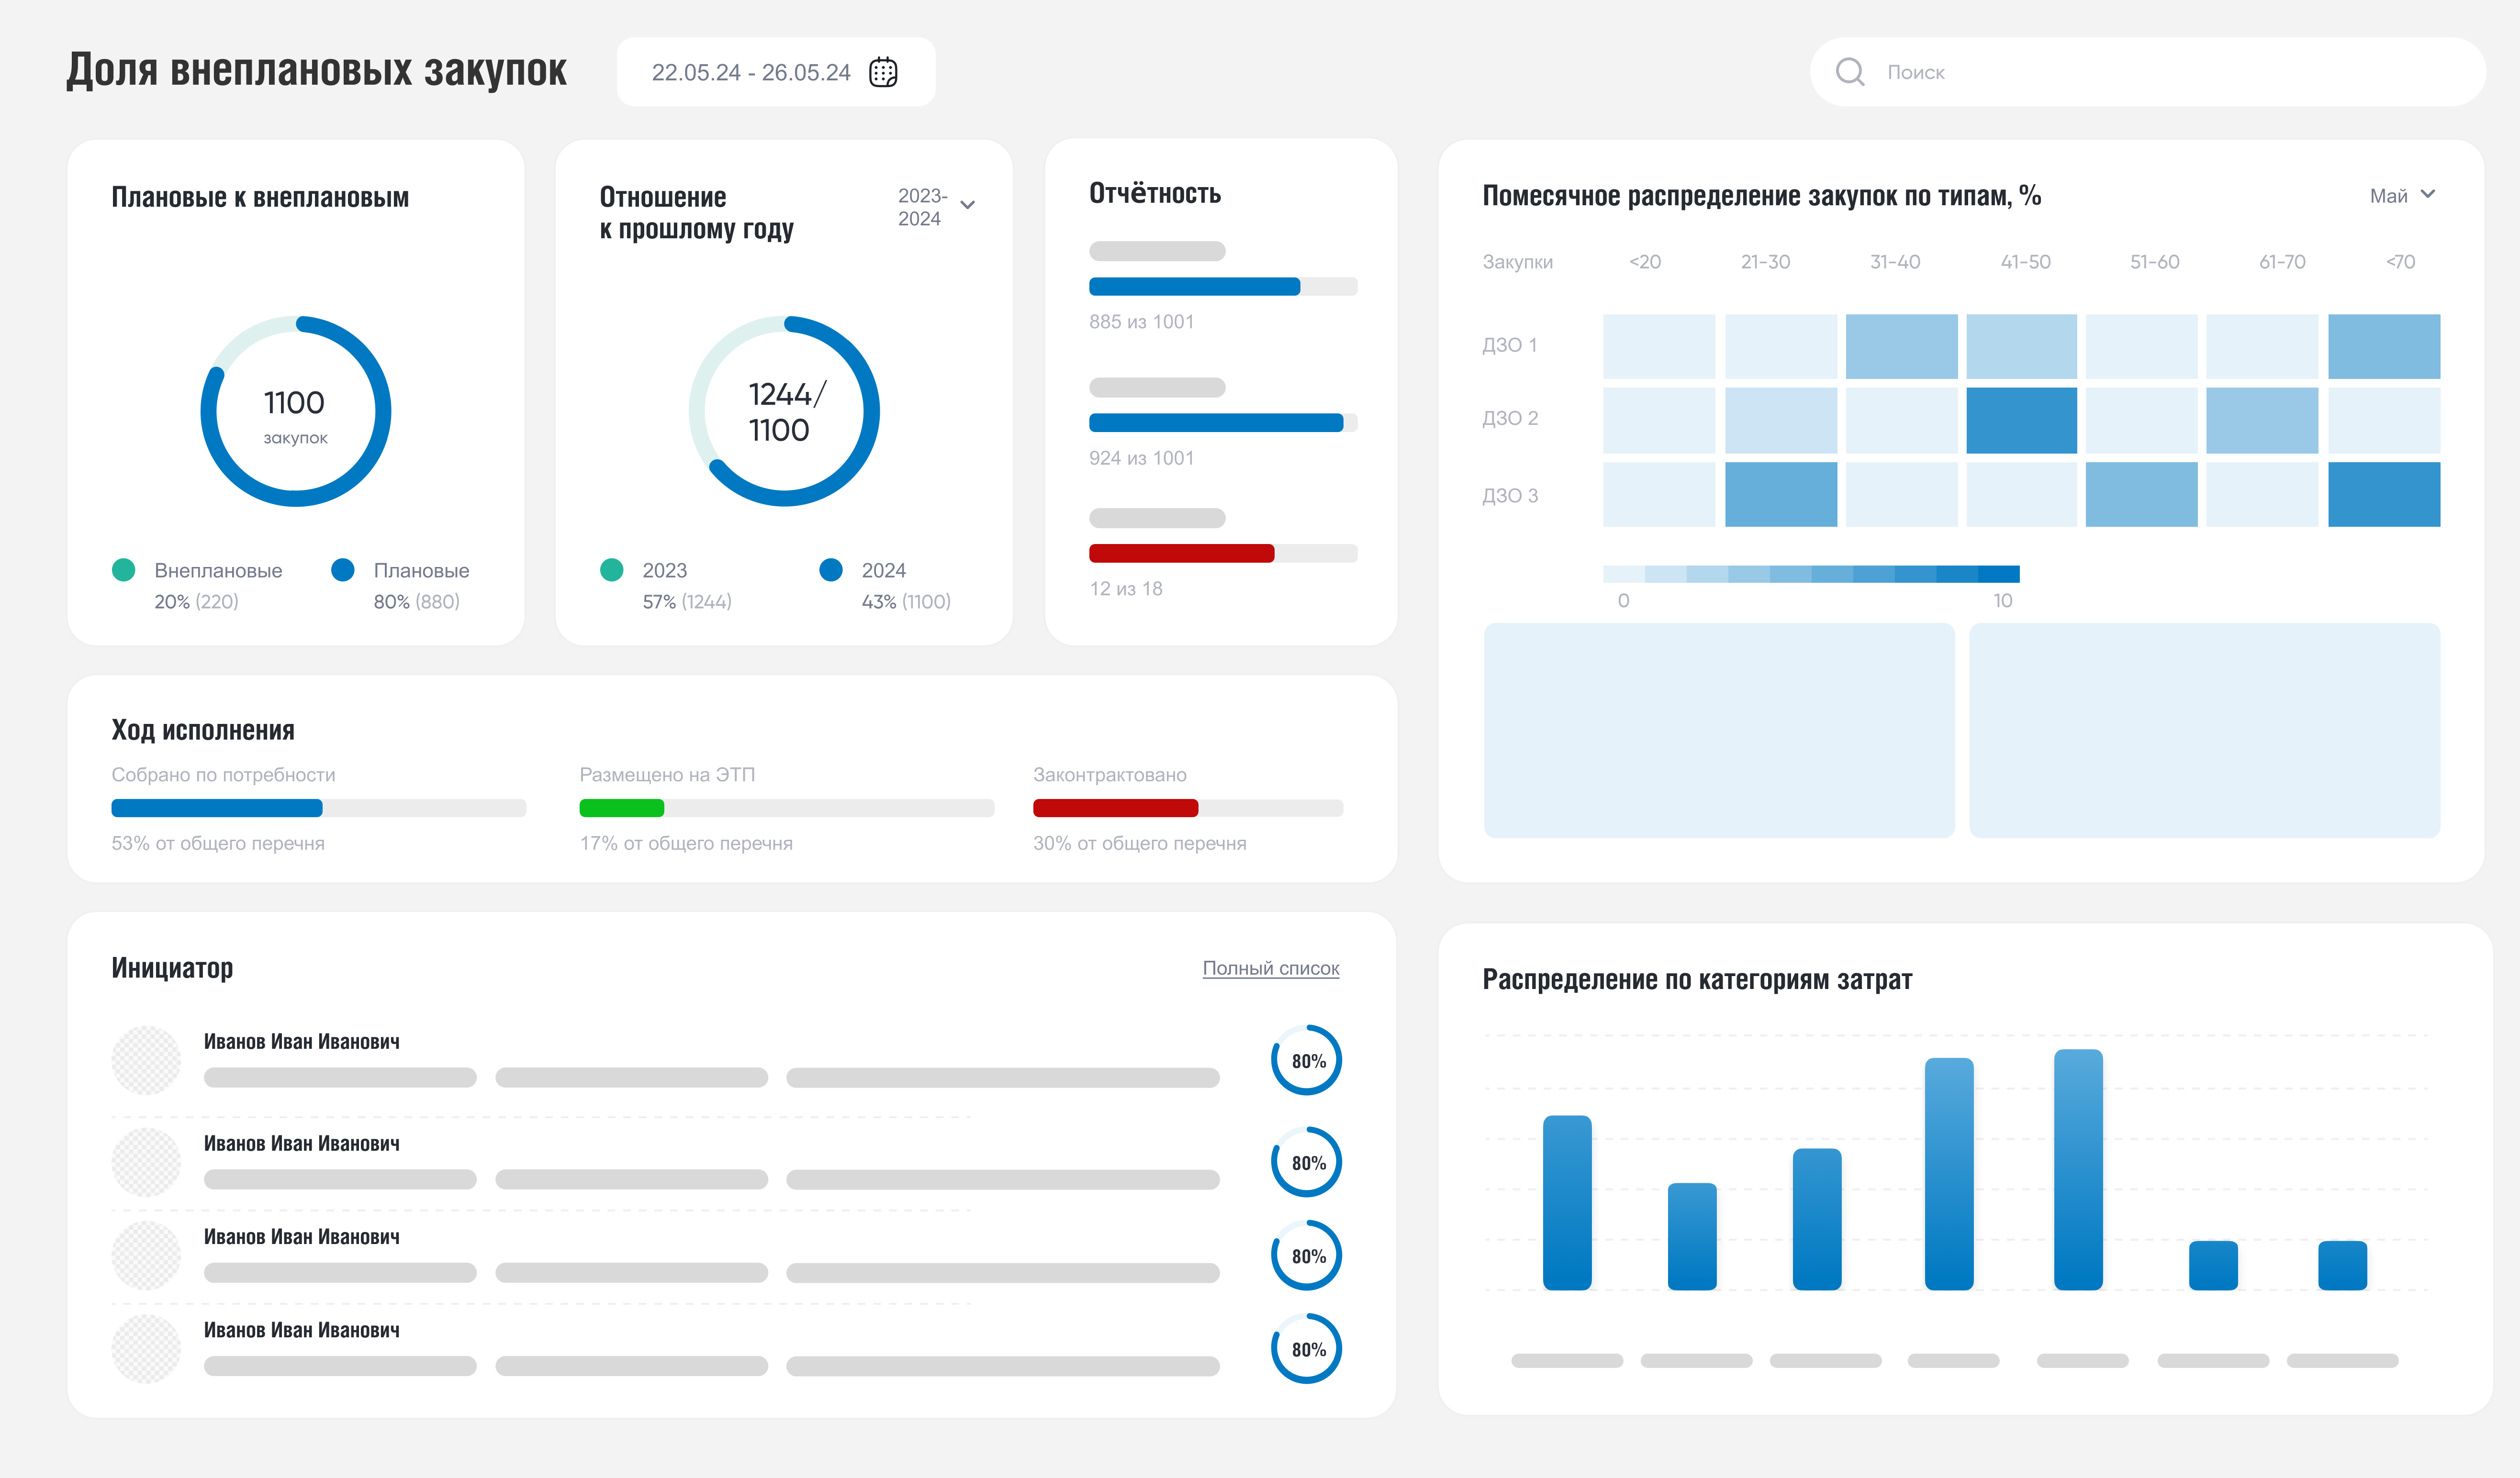 Доля внеплановых закупок
22.05.24 - 26.05.24
Поиск
Плановые к внеплановым
1100
закупок
Внеплановые
20% (220)
Плановые
80% (880)
Отношение
к прошлому году
2023-
2024
1244/
1100
2023
57% (1244)
2024
43% (1100)
Отчётность
885 из 1001
924 из 1001
12 из 18
Помесячное распределение закупок по типам, %
Май
Закупки <20 21-30 31-40 41-50 51-60 61-70 <70
ДЗО 1
ДЗО 2
ДЗО 3
0 10
Ход исполнения
Собрано по потребности
53% от общего перечня
Размещено на ЭТП
17% от общего перечня
Законтрактовано
30% от общего перечня
Инициатор
Полный список
Иванов Иван Иванович
80%
Иванов Иван Иванович
80%
Иванов Иван Иванович
80%
Иванов Иван Иванович
80%
Распределение по категориям затрат